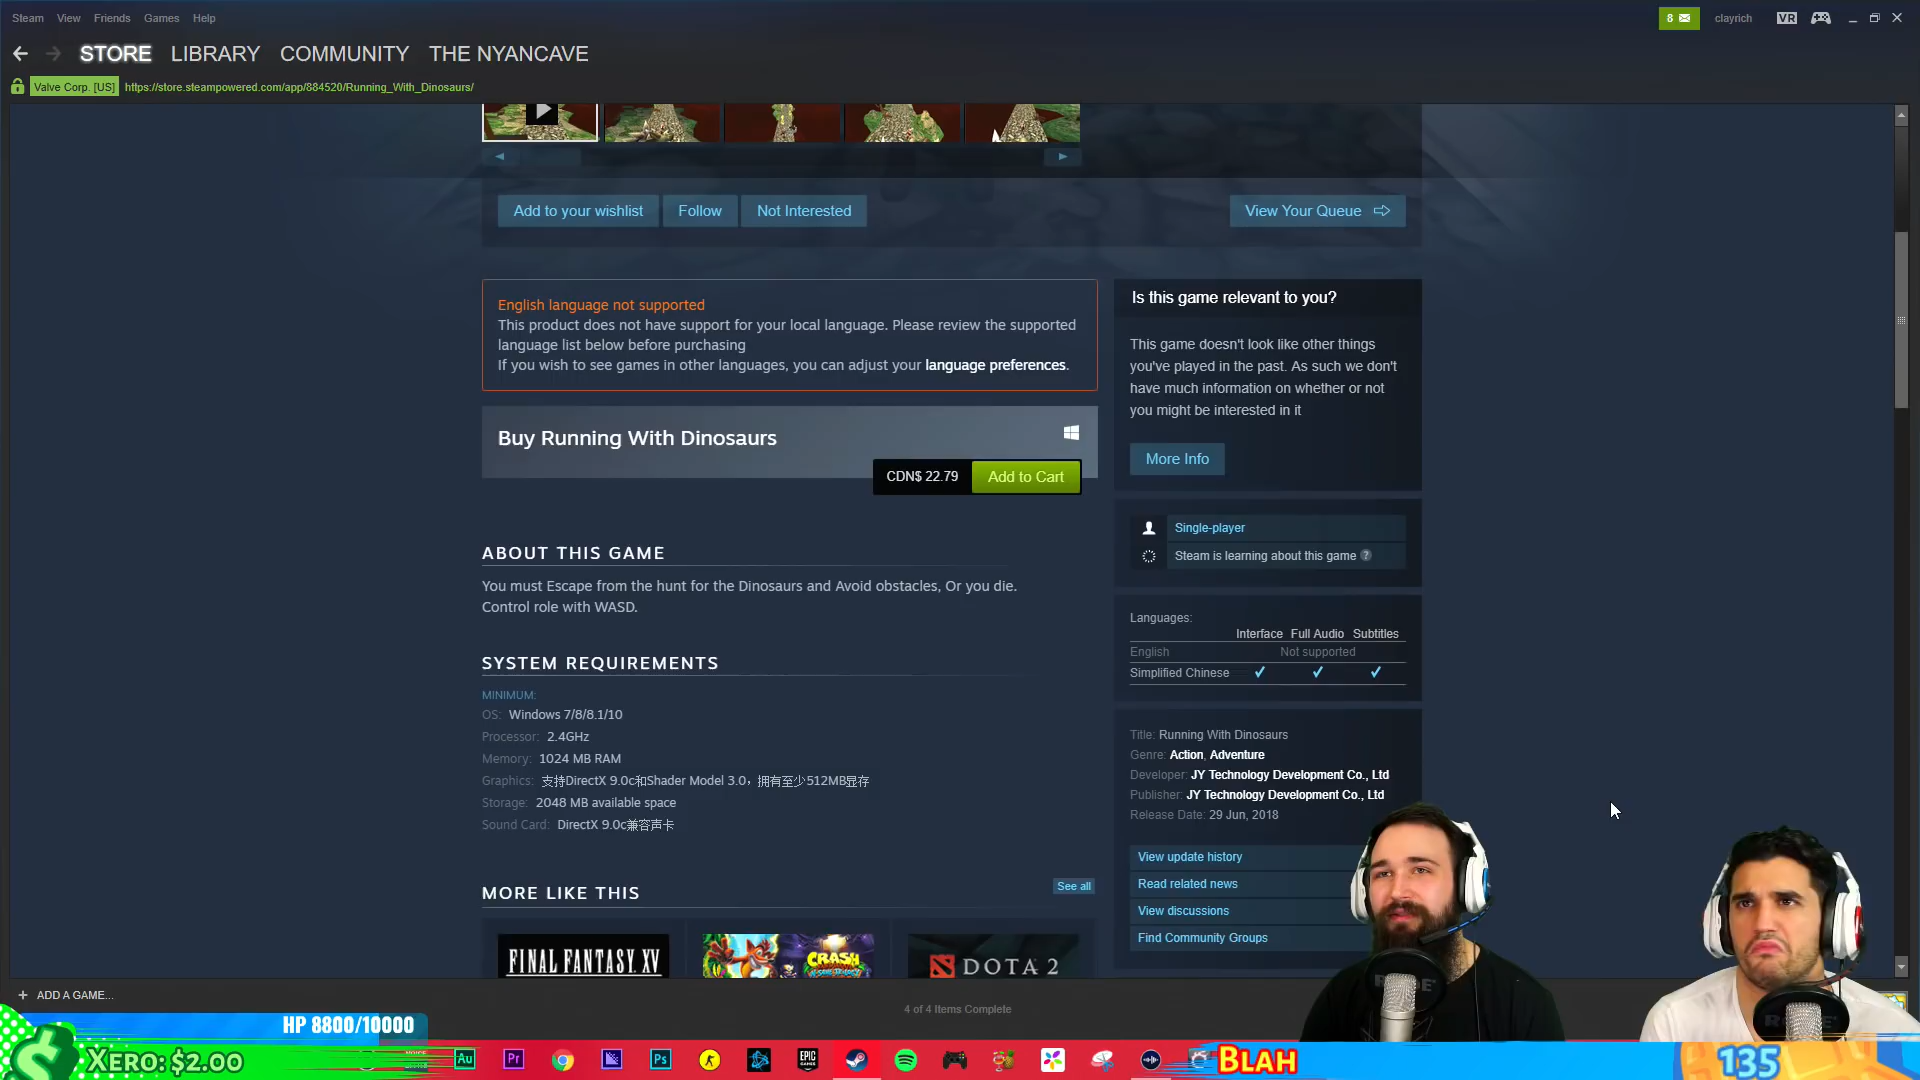 Steam View Friends Games Help
8 clayrich VR
STORE LIBRARY COMMUNITY THE NYANCAVE
Valve Corp. [US] https://store.steampowered.com/app/884520/Running_With_Dinosaurs/
Add to your wishlist Follow Not Interested View Your Queue
English language not supported
This product does not have support for your local language. Please review the supported
language list below before purchasing
If you wish to see games in other languages, you can adjust your language preferences.
Buy Running With Dinosaurs
CDN$ 22.79 Add to Cart
ABOUT THIS GAME
You must Escape from the hunt for the Dinosaurs and Avoid obstacles, Or you die.
Control role with WASD.
SYSTEM REQUIREMENTS
MINIMUM:
OS: Windows 7/8/8.1/10
Processor: 2.4GHz
Memory: 1024 MB RAM
Graphics: 支持DirectX 9.0c和Shader Model 3.0，拥有至少512MB显存
Storage: 2048 MB available space
Sound Card: DirectX 9.0c兼容声卡
MORE LIKE THIS See all
FINAL FANTASY XV
CRASH
DOTA 2
Is this game relevant to you?
This game doesn't look like other things
you've played in the past. As such we don't
have much information on whether or not
you might be interested in it
More Info
Single-player
Steam is learning about this game ?
Languages:
Interface Full Audio Subtitles
English Not supported
Simplified Chinese ✓ ✓ ✓
Title: Running With Dinosaurs
Genre: Action, Adventure
Developer: JY Technology Development Co., Ltd
Publisher: JY Technology Development Co., Ltd
Release Date: 29 Jun, 2018
View update history
Read related news
View discussions
Find Community Groups
+ ADD A GAME...
4 of 4 Items Complete
HP 8800/10000
XERO: $2.00
Au Pr Ps EPIC GAMES
BLAH
135